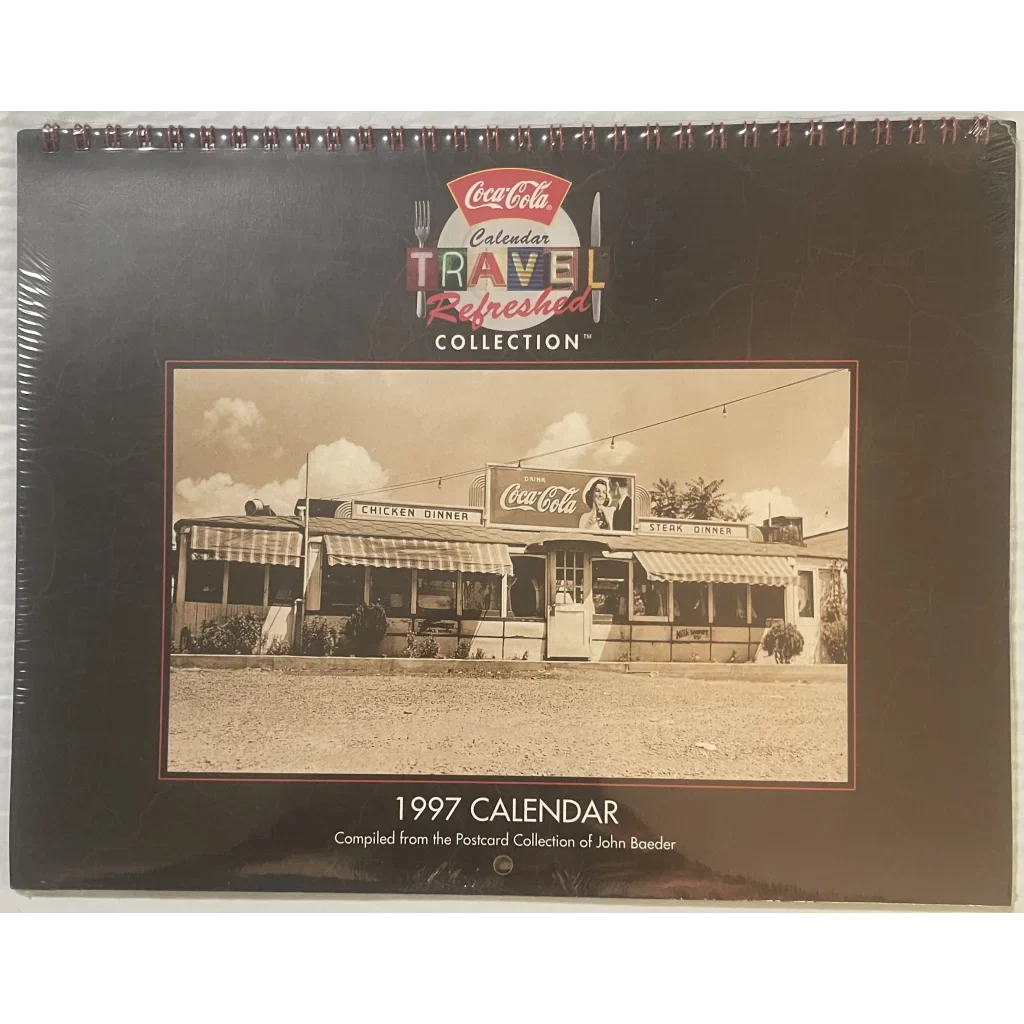 Coca-Cola®
Calendar
TRAVEL
Refreshed
COLLECTION™
DRINK
Coca-Cola
CHICKEN DINNER
STEAK DINNER
1997 CALENDAR
Compiled from the Postcard Collection of John Baeder